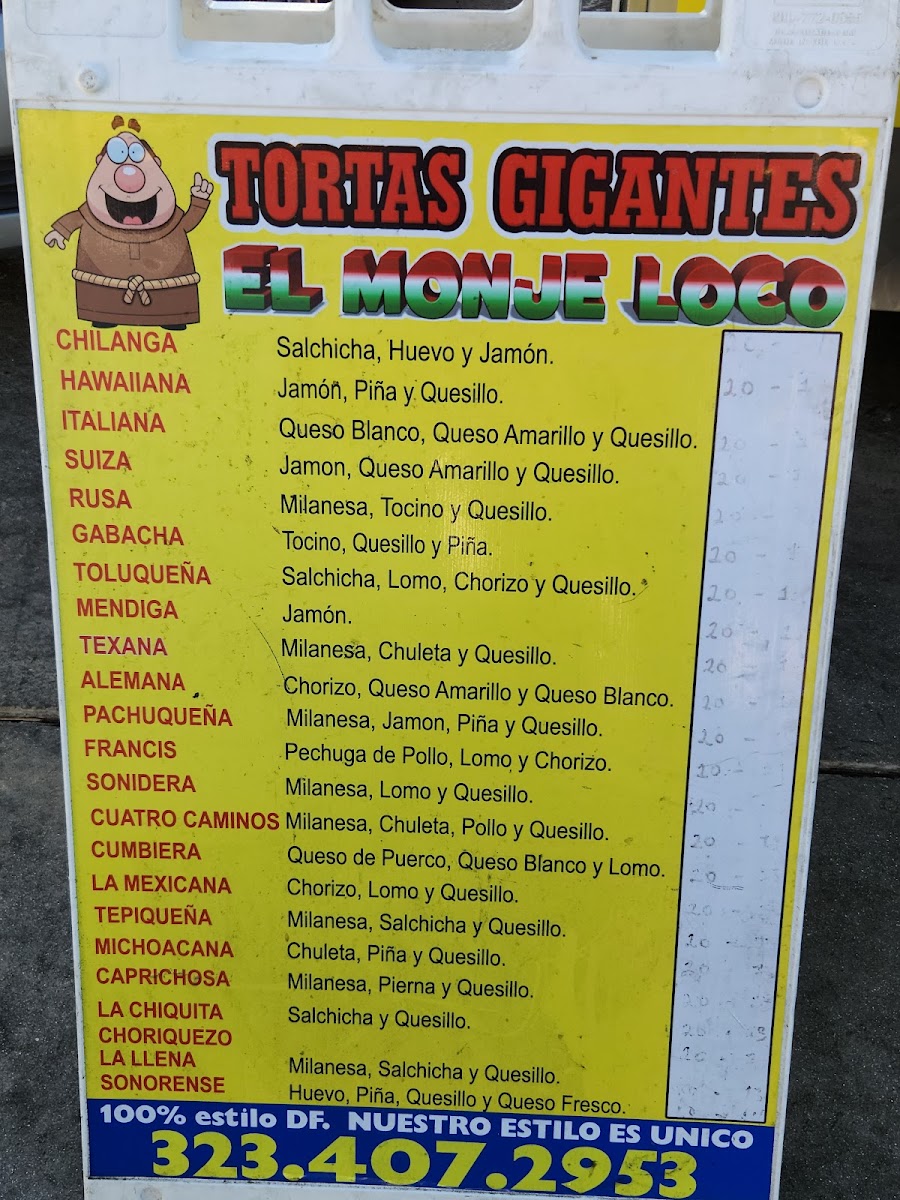 TORTAS GIGANTES
EL MONJE LOCO
CHILANGA Salchicha, Huevo y Jamón.
HAWAIIANA Jamón, Piña y Quesillo.
ITALIANA Queso Blanco, Queso Amarillo y Quesillo.
SUIZA Jamon, Queso Amarillo y Quesillo.
RUSA Milanesa, Tocino y Quesillo.
GABACHA Tocino, Quesillo y Piña.
TOLUQUEÑA Salchicha, Lomo, Chorizo y Quesillo.
MENDIGA Jamón.
TEXANA Milanesa, Chuleta y Quesillo.
ALEMANA Chorizo, Queso Amarillo y Queso Blanco.
PACHUQUEÑA Milanesa, Jamon, Piña y Quesillo.
FRANCIS Pechuga de Pollo, Lomo y Chorizo.
SONIDERA Milanesa, Lomo y Quesillo.
CUATRO CAMINOS Milanesa, Chuleta, Pollo y Quesillo.
CUMBIERA Queso de Puerco, Queso Blanco y Lomo.
LA MEXICANA Chorizo, Lomo y Quesillo.
TEPIQUEÑA Milanesa, Salchicha y Quesillo.
MICHOACANA Chuleta, Piña y Quesillo.
CAPRICHOSA Milanesa, Pierna y Quesillo.
LA CHIQUITA Salchicha y Quesillo.
CHORIQUEZO
LA LLENA Milanesa, Salchicha y Quesillo.
SONORENSE Huevo, Piña, Quesillo y Queso Fresco.
100% estilo DF. NUESTRO ESTILO ES UNICO
323.407.2953